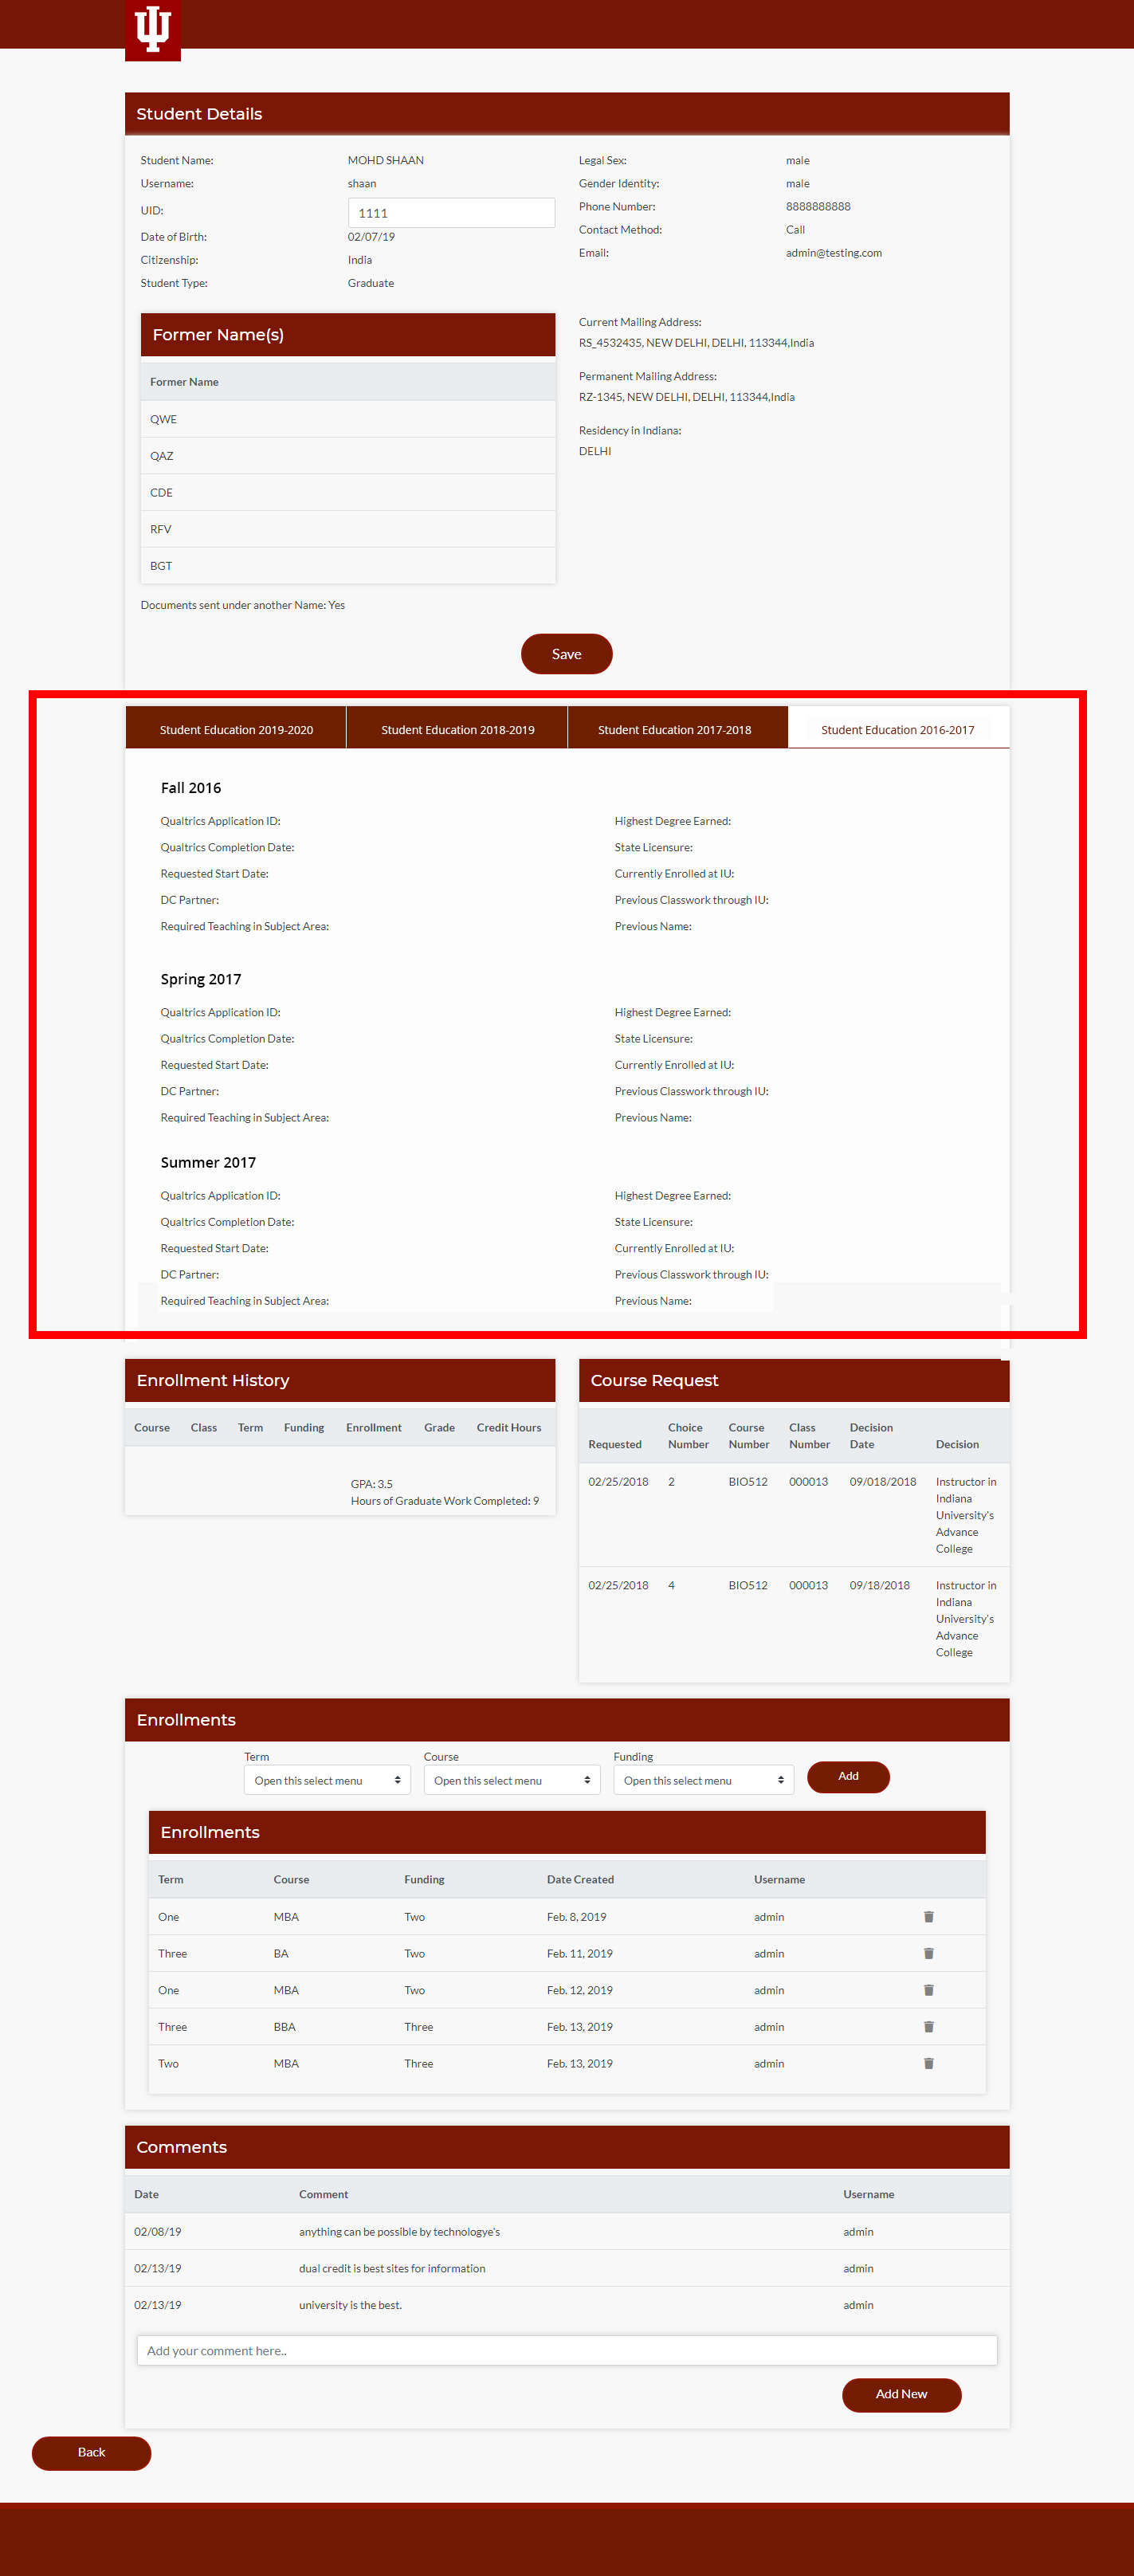 Student Details
Student Name: MOHD SHAAN
Username: shaan
UID: 1111
Date of Birth: 02/07/19
Citizenship: India
Student Type: Graduate
Legal Sex: male
Gender Identity: male
Phone Number: 8888888888
Contact Method: Call
Email: admin@testing.com
Former Name(s)
Former Name
QWE
QAZ
CDE
RFV
BGT
Documents sent under another Name: Yes
Current Mailing Address:
RS_4532435, NEW DELHI, DELHI, 113344,India
Permanent Mailing Address:
RZ-1345, NEW DELHI, DELHI, 113344,India
Residency in Indiana:
DELHI
Save
Student Education 2019-2020 Student Education 2018-2019 Student Education 2017-2018 Student Education 2016-2017
Fall 2016
Qualtrics Application ID: Highest Degree Earned:
Qualtrics Completion Date: State Licensure:
Requested Start Date: Currently Enrolled at IU:
DC Partner: Previous Classwork through IU:
Required Teaching in Subject Area: Previous Name:
Spring 2017
Qualtrics Application ID: Highest Degree Earned:
Qualtrics Completion Date: State Licensure:
Requested Start Date: Currently Enrolled at IU:
DC Partner: Previous Classwork through IU:
Required Teaching in Subject Area: Previous Name:
Summer 2017
Qualtrics Application ID: Highest Degree Earned:
Qualtrics Completion Date: State Licensure:
Requested Start Date: Currently Enrolled at IU:
DC Partner: Previous Classwork through IU:
Required Teaching in Subject Area: Previous Name:
Enrollment History
Course Class Term Funding Enrollment Grade Credit Hours
GPA: 3.5
Hours of Graduate Work Completed: 9
Course Request
Requested Choice Number Course Number Class Number Decision Date Decision
02/25/2018 2 BIO512 000013 09/018/2018 Instructor in
Indiana
University's
Advance
College
02/25/2018 4 BIO512 000013 09/18/2018 Instructor in
Indiana
University's
Advance
College
Enrollments
Term Course Funding
Open this select menu Open this select menu Open this select menu Add
Enrollments
Term Course Funding Date Created Username
One MBA Two Feb. 8, 2019 admin
Three BA Two Feb. 11, 2019 admin
One MBA Two Feb. 12, 2019 admin
Three BBA Three Feb. 13, 2019 admin
Two MBA Three Feb. 13, 2019 admin
Comments
Date Comment Username
02/08/19 anything can be possible by technologye's admin
02/13/19 dual credit is best sites for information admin
02/13/19 university is the best. admin
Add your comment here..
Add New
Back